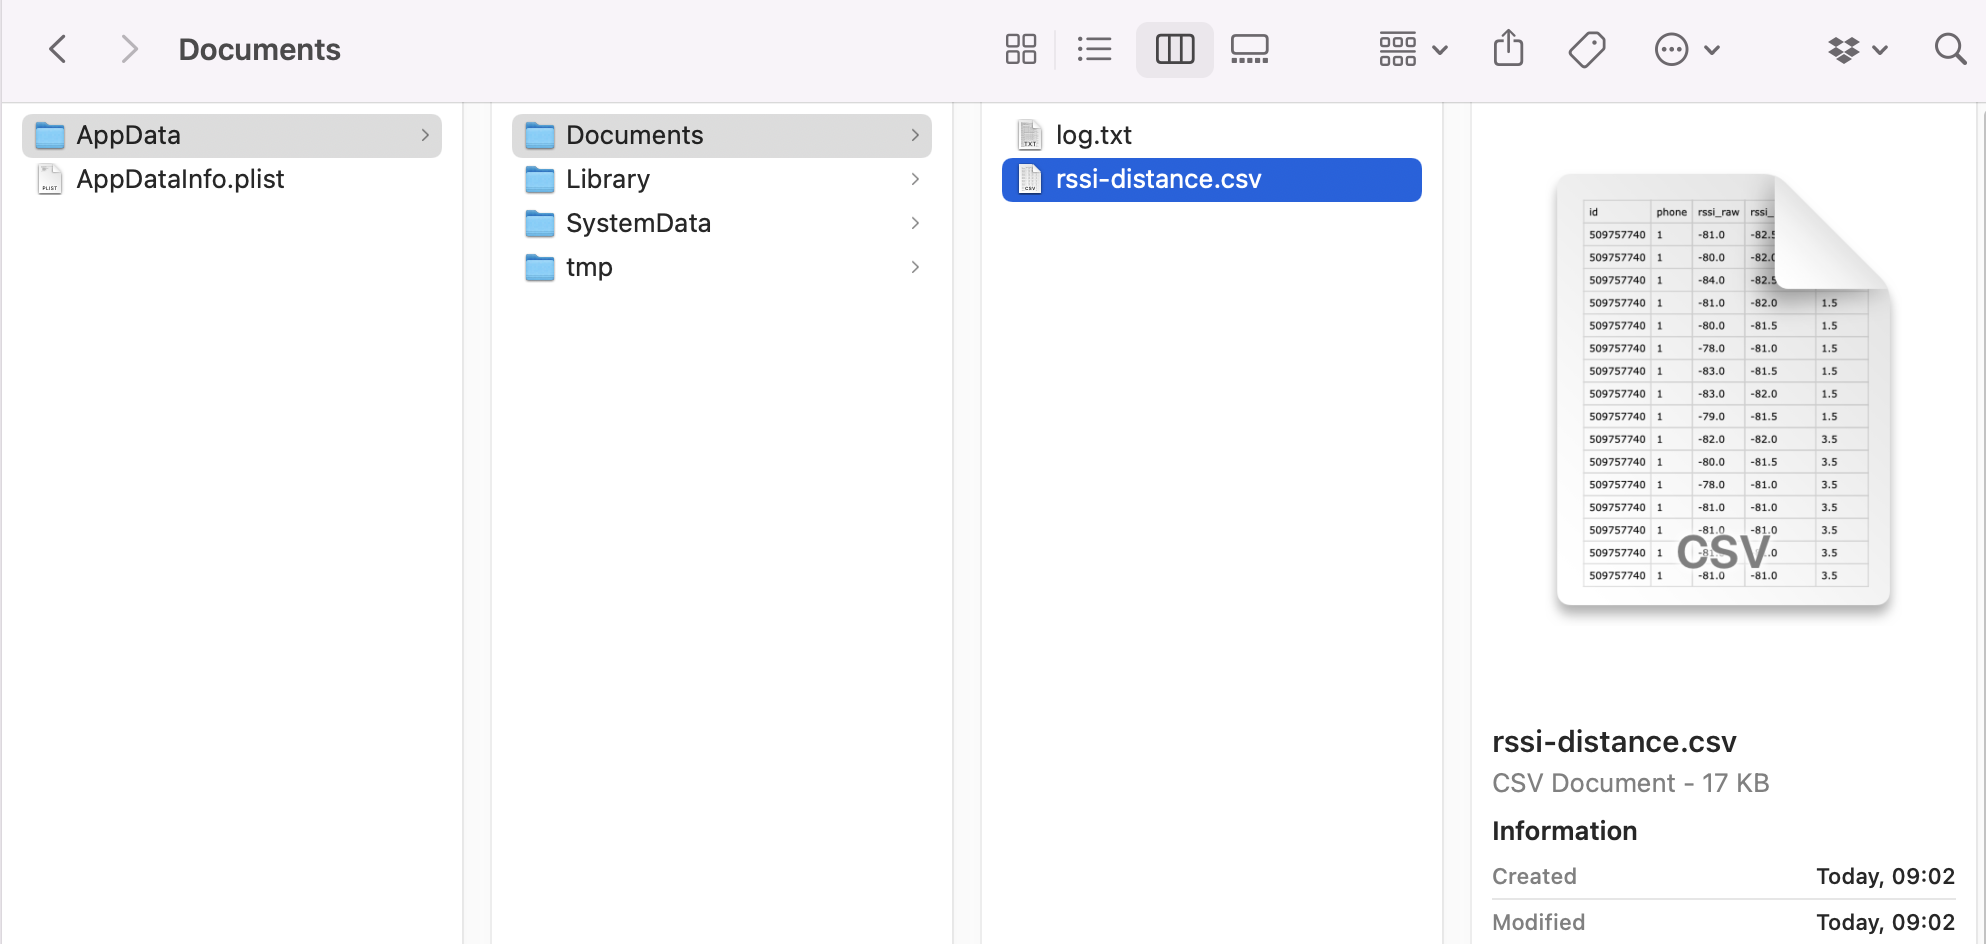 Documents
AppData
AppDataInfo.plist
Documents
Library
SystemData
tmp
log.txt
rssi-distance.csv
id phone rssi_raw rssi_
509757740 1 -81.0 -82.5
509757740 1 -80.0 -82.0
509757740 1 -84.0 -82.5
509757740 1 -81.0 -82.0 1.5
509757740 1 -80.0 -81.5 1.5
509757740 1 -78.0 -81.0 1.5
509757740 1 -83.0 -81.5 1.5
509757740 1 -83.0 -82.0 1.5
509757740 1 -79.0 -81.5 1.5
509757740 1 -82.0 -82.0 3.5
509757740 1 -80.0 -81.5 3.5
509757740 1 -78.0 -81.0 3.5
509757740 1 -81.0 -81.0 3.5
509757740 1 -81.0 -81.0 3.5
509757740 1 3.5
509757740 1 -81.0 -81.0 3.5
CSV
rssi-distance.csv
CSV Document - 17 KB
Information
Created Today, 09:02
Modified Today, 09:02